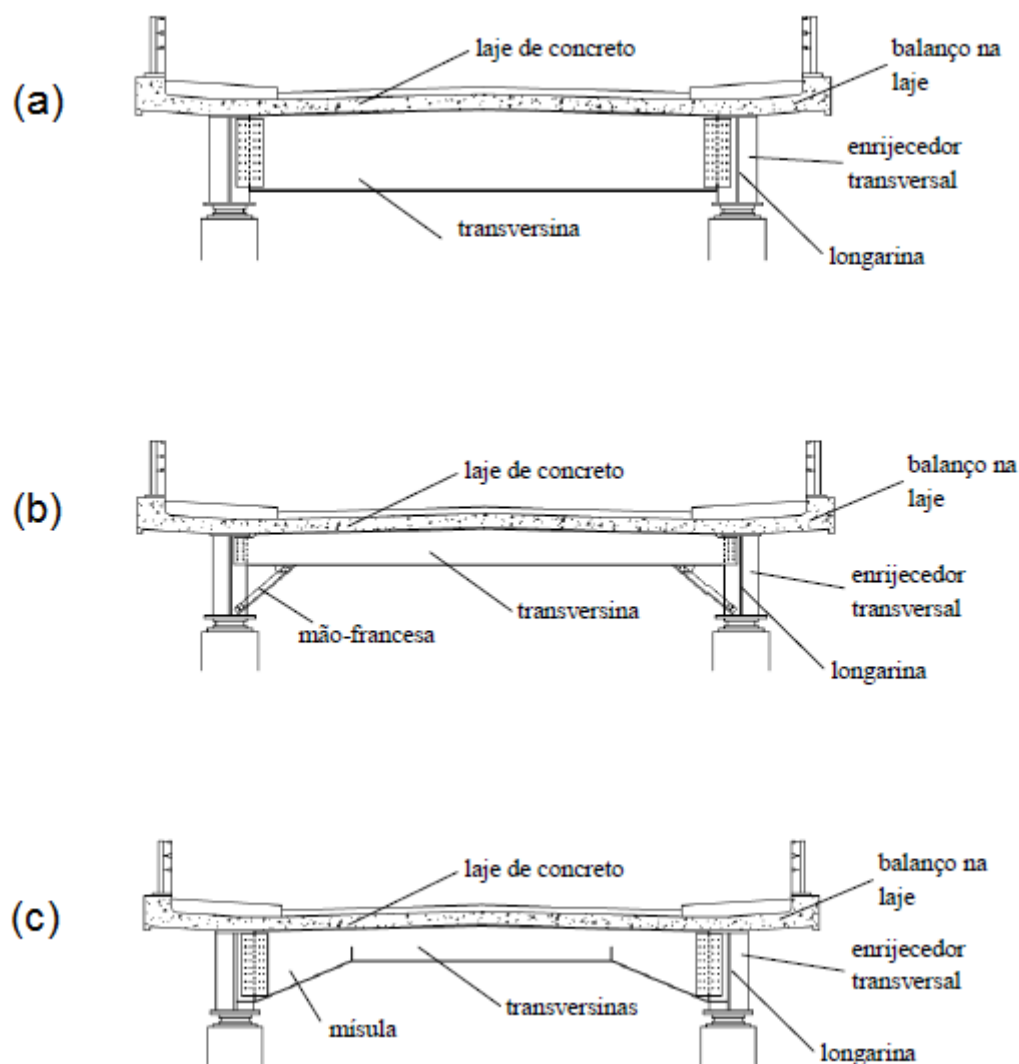 (a)
laje de concreto
balanço na
laje
enrijecedor
transversal
transversina
longarina
(b)
laje de concreto
balanço na
laje
enrijecedor
transversal
transversina
mão-francesa
longarina
(c)
laje de concreto
balanço na
laje
enrijecedor
transversal
transversinas
mísula
longarina